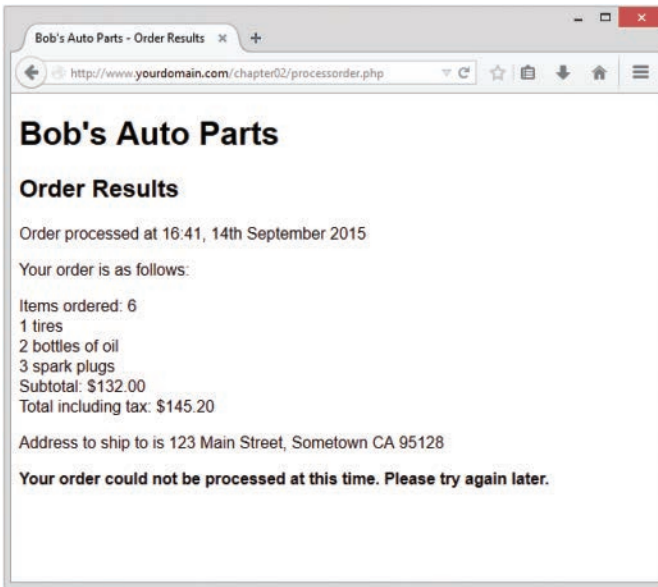 Bob's Auto Parts - Order Results
http://www.yourdomain.com/chapter02/processorder.php
Bob's Auto Parts
Order Results
Order processed at 16:41, 14th September 2015
Your order is as follows:
Items ordered: 6
1 tires
2 bottles of oil
3 spark plugs
Subtotal: $132.00
Total including tax: $145.20
Address to ship to is 123 Main Street, Sometown CA 95128
Your order could not be processed at this time. Please try again later.